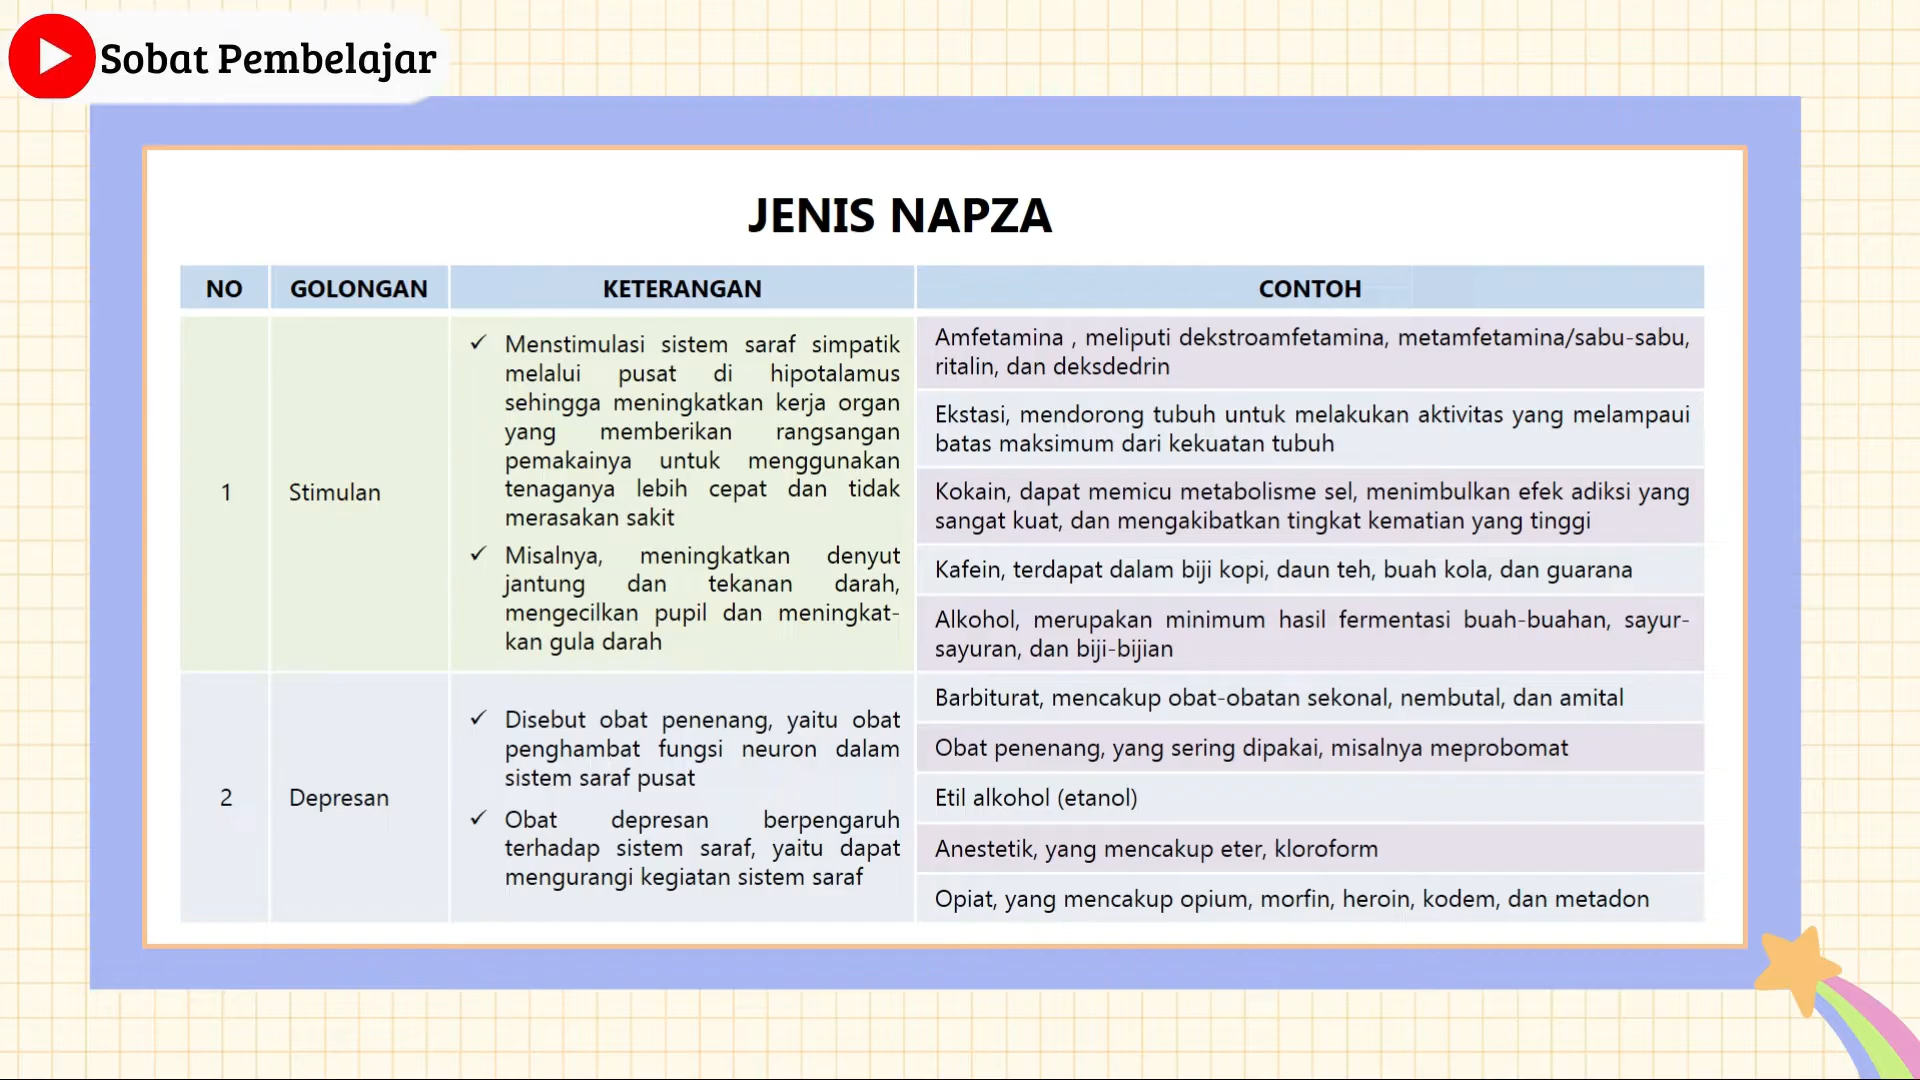 Sobat Pembelajar
JENIS NAPZA
NO GOLONGAN KETERANGAN CONTOH
1
Stimulan
✓ Menstimulasi sistem saraf simpatik
melalui pusat di hipotalamus
sehingga meningkatkan kerja organ
yang memberikan rangsangan
pemakainya untuk menggunakan
tenaganya lebih cepat dan tidak
merasakan sakit
✓ Misalnya, meningkatkan denyut
jantung dan tekanan darah,
mengecilkan pupil dan meningkat-
kan gula darah
Amfetamina , meliputi dekstroamfetamina, metamfetamina/sabu-sabu,
ritalin, dan deksdedrin
Ekstasi, mendorong tubuh untuk melakukan aktivitas yang melampaui
batas maksimum dari kekuatan tubuh
Kokain, dapat memicu metabolisme sel, menimbulkan efek adiksi yang
sangat kuat, dan mengakibatkan tingkat kematian yang tinggi
Kafein, terdapat dalam biji kopi, daun teh, buah kola, dan guarana
Alkohol, merupakan minimum hasil fermentasi buah-buahan, sayur-
sayuran, dan biji-bijian
2
Depresan
✓ Disebut obat penenang, yaitu obat
penghambat fungsi neuron dalam
sistem saraf pusat
✓ Obat depresan berpengaruh
terhadap sistem saraf, yaitu dapat
mengurangi kegiatan sistem saraf
Barbiturat, mencakup obat-obatan sekonal, nembutal, dan amital
Obat penenang, yang sering dipakai, misalnya meprobomat
Etil alkohol (etanol)
Anestetik, yang mencakup eter, kloroform
Opiat, yang mencakup opium, morfin, heroin, kodem, dan metadon